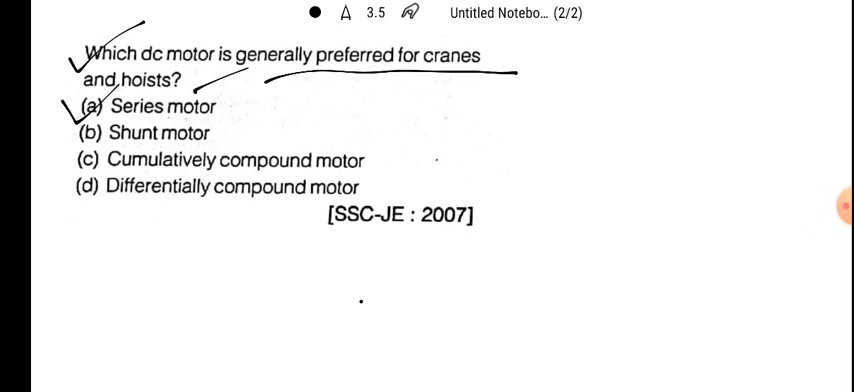 3.5 Untitled Notebo... (2/2)
Which dc motor is generally preferred for cranes
and hoists?
(a) Series motor
(b) Shunt motor
(c) Cumulatively compound motor
(d) Differentially compound motor
[SSC-JE : 2007]